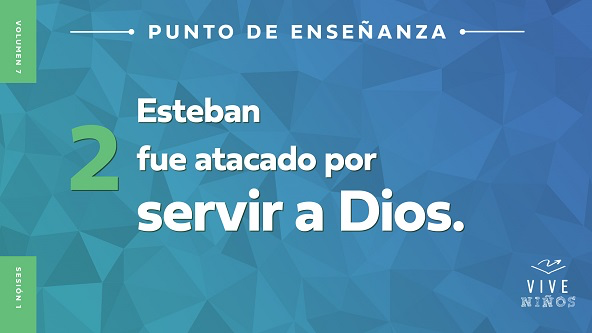 VOLUMEN 7
PUNTO DE ENSEÑANZA
2
Esteban
fue atacado por
servir a Dios.
SESIÓN 1
VIVE
NIÑOS